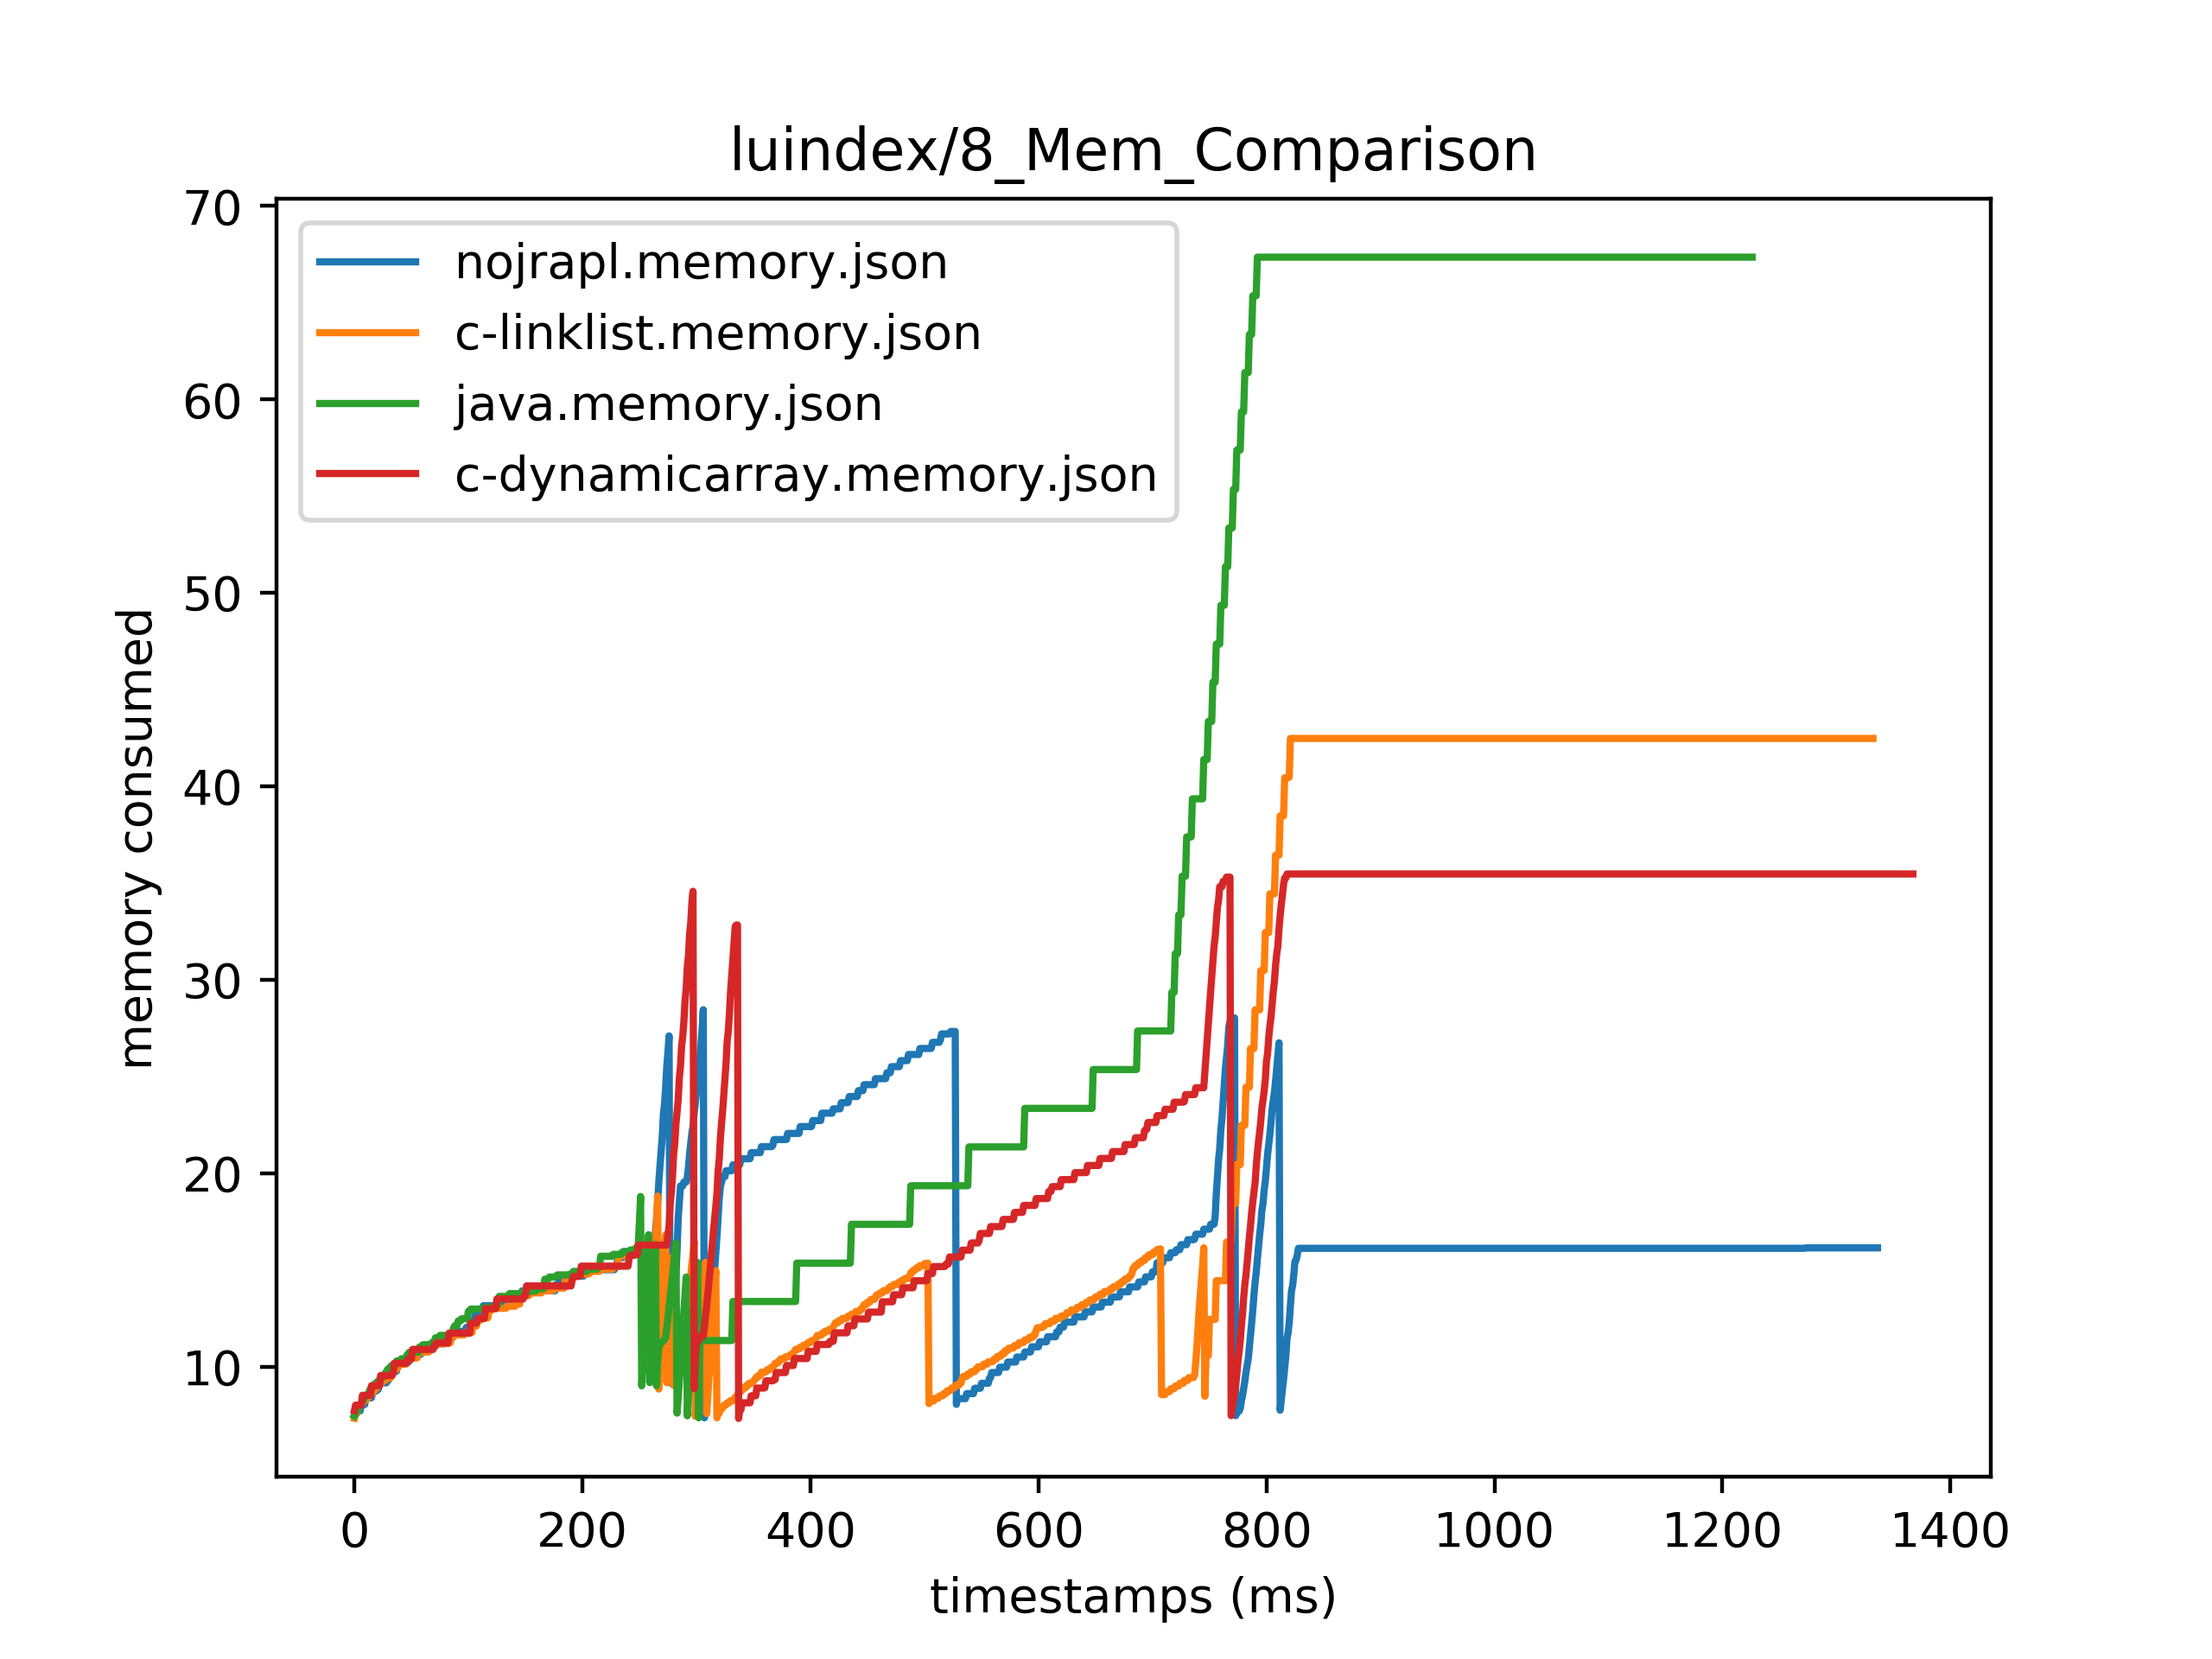 luindex/8_Mem_Comparison
70
60
50
40
30
20
10
memory consumed
nojrapl.memory.json
c-linklist.memory.json
java.memory.json
c-dynamicarray.memory.json
0 200 400 600 800 1000 1200 1400
timestamps (ms)